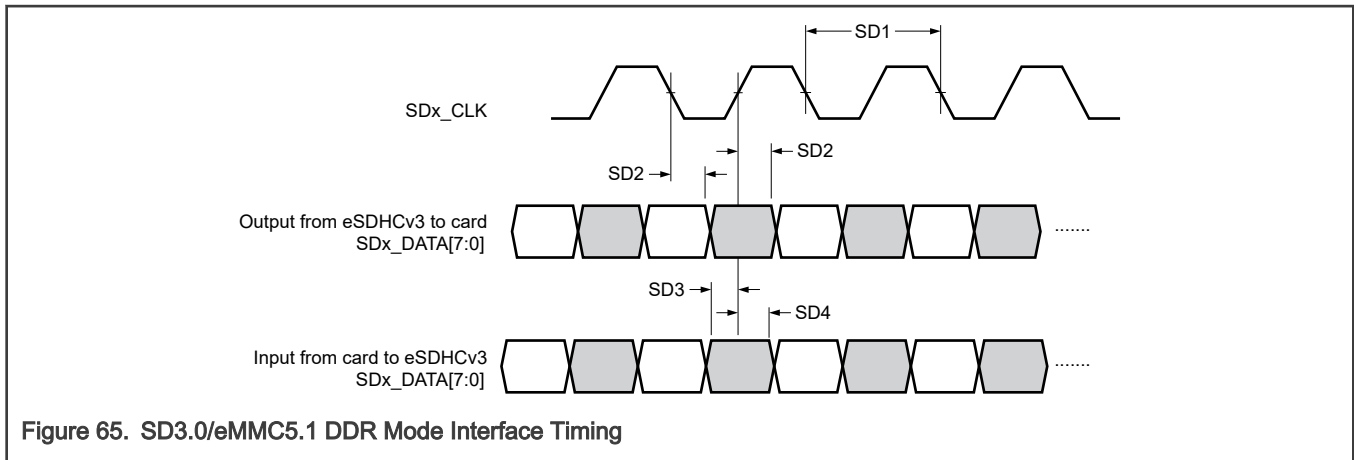 SD1
SDx_CLK
SD2
SD2
Output from eSDHCv3 to card
SDx_DATA[7:0]
.......
SD3
SD4
Input from card to eSDHCv3
SDx_DATA[7:0]
.......
Figure 65. SD3.0/eMMC5.1 DDR Mode Interface Timing